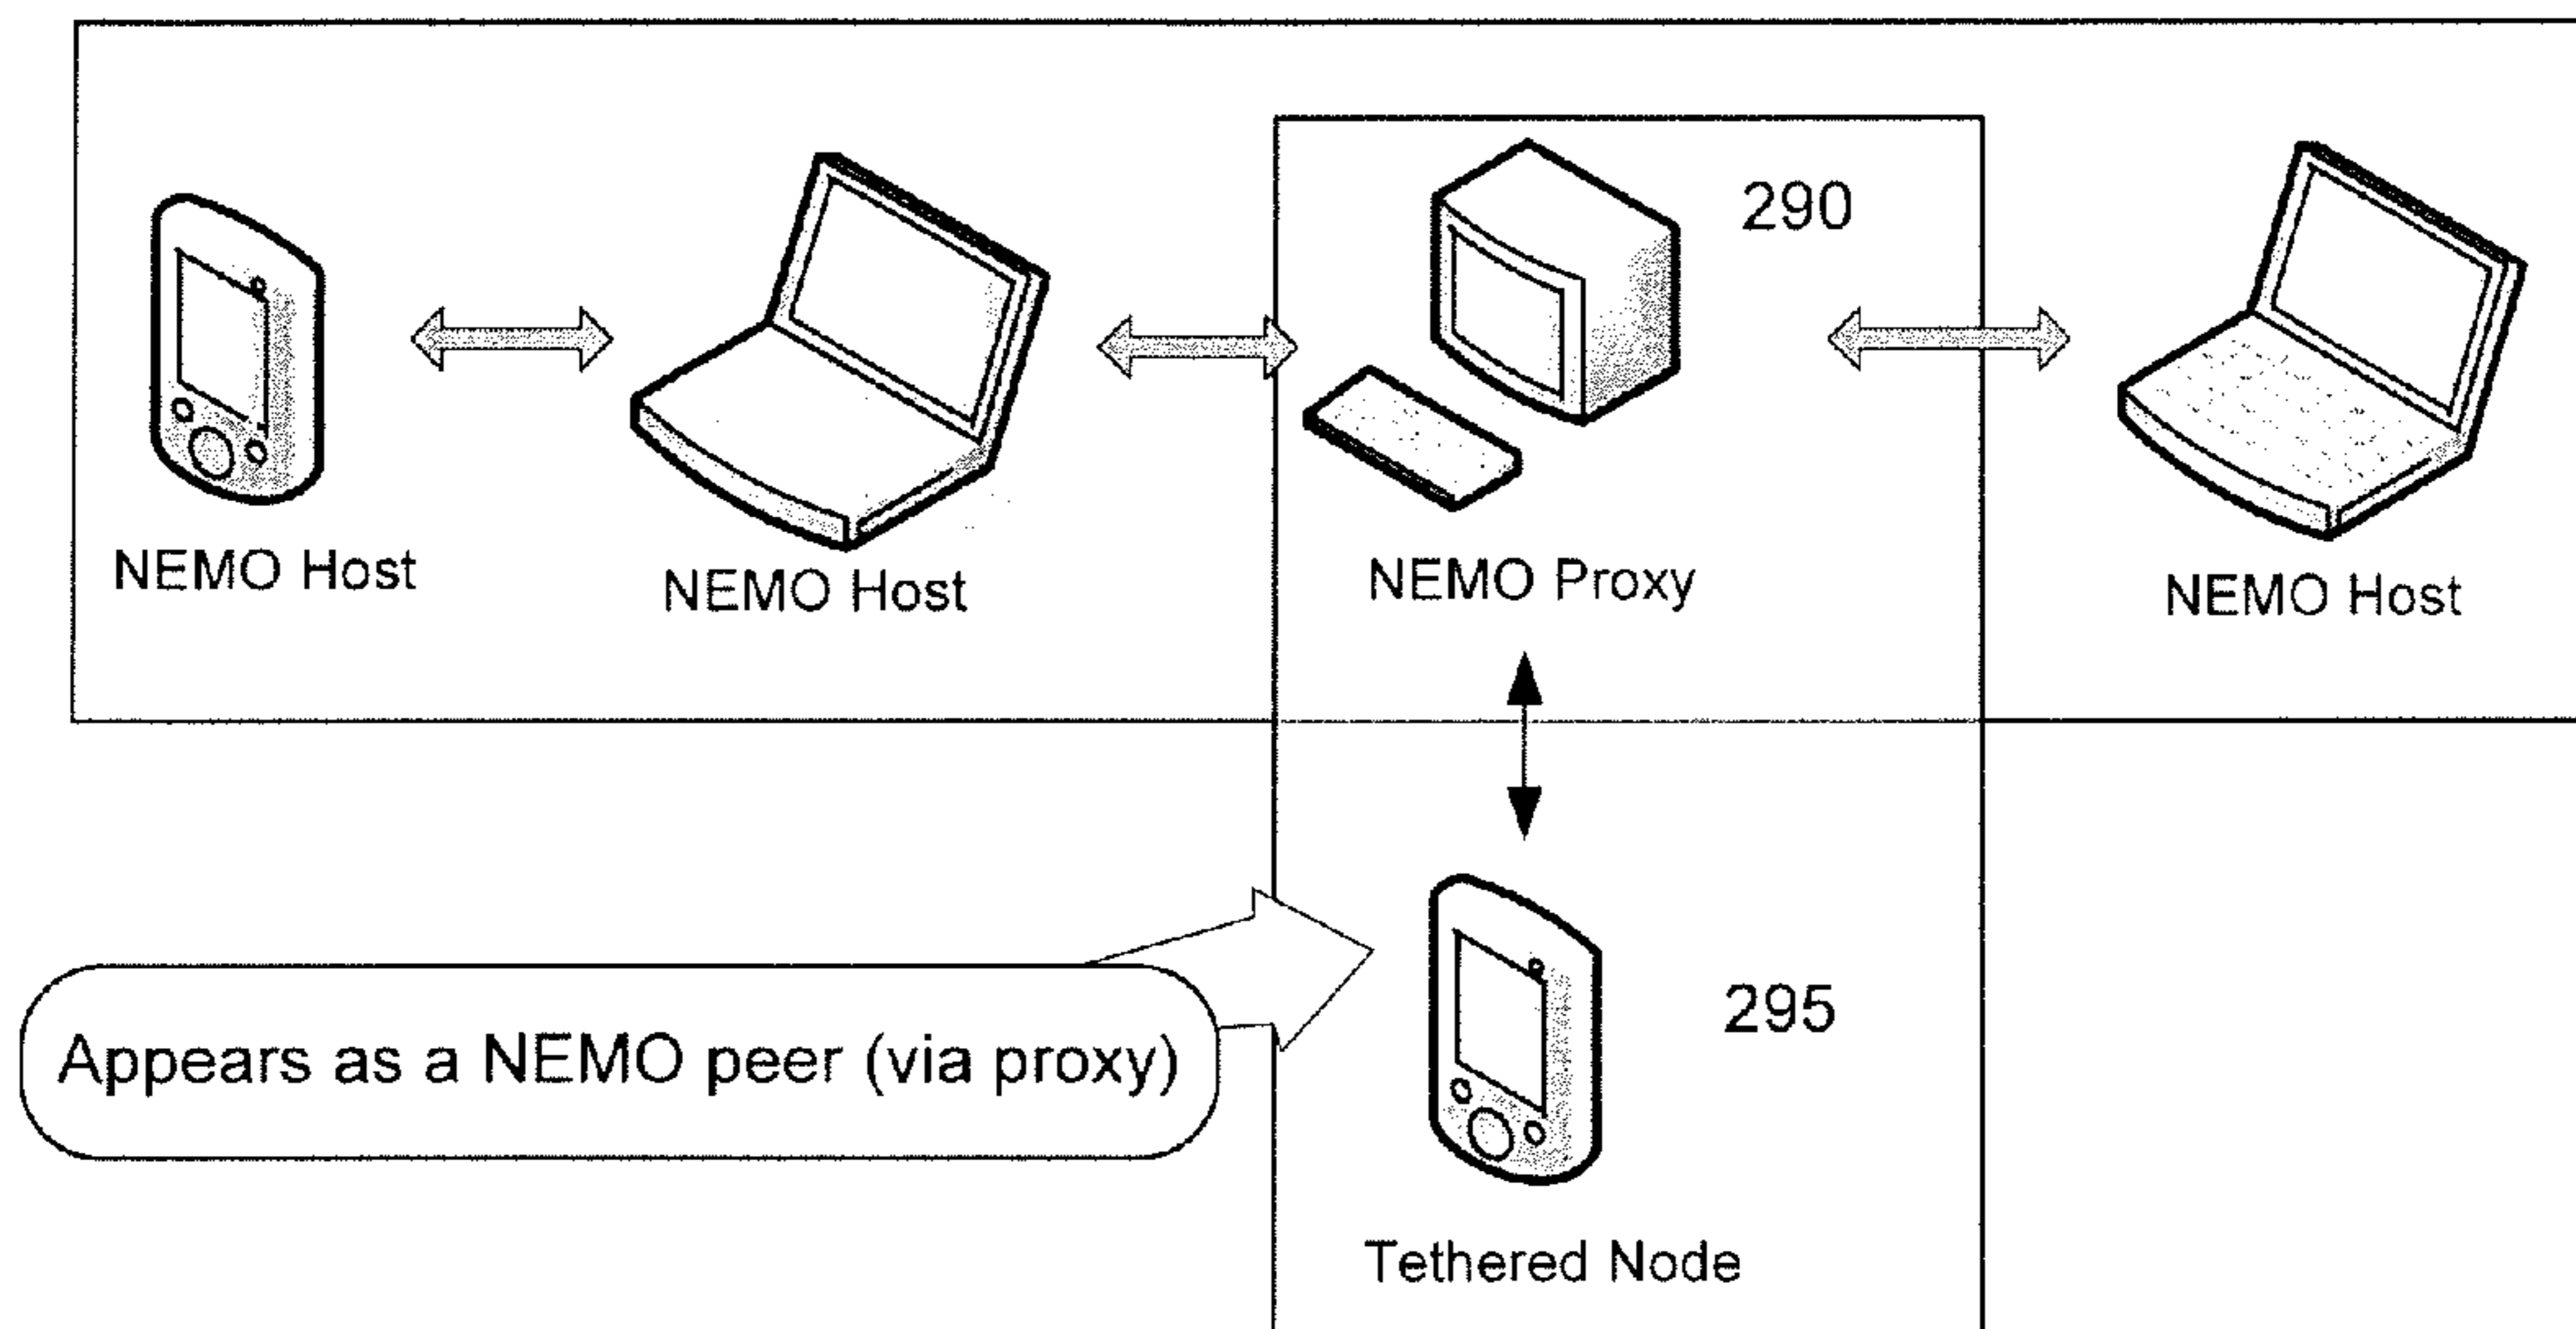 290
NEMO Host
NEMO Host
NEMO Proxy
NEMO Host
Appears as a NEMO peer (via proxy)
295
Tethered Node